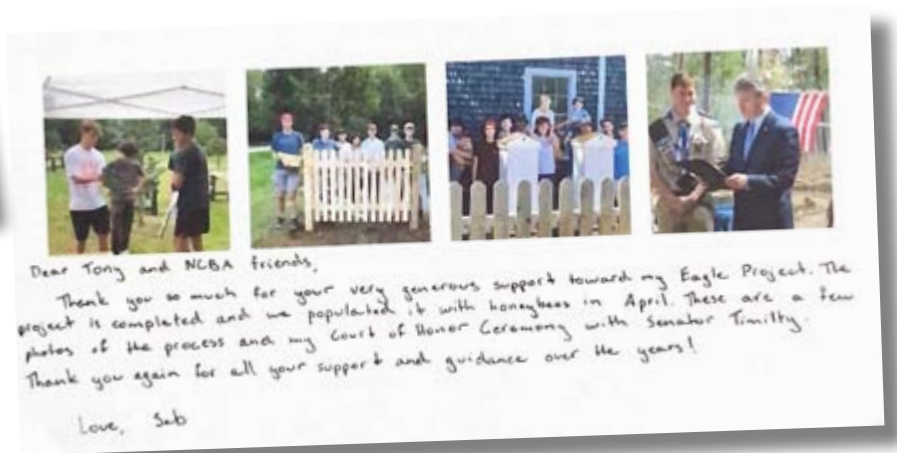 Dear Tony and NCBA friends,
Thank you so much for your very generous support toward my Eagle Project. The
project is completed and we populated it with honeybees in April. These are a few
photos of the process and my Court of Honor Ceremony with Senator Timilty.
Thank you again for all your support and guidance over the years!
Love, Seb